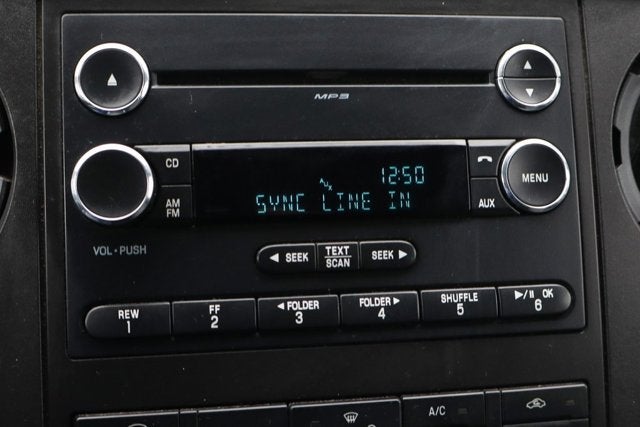 MP3
CD
AM
FM
12:50
AUX
SYNC LINE IN
MENU
AUX
VOL • PUSH
◄ SEEK
TEXT
SCAN
SEEK ►
REW
1
FF
2
◄ FOLDER
3
FOLDER ►
4
SHUFFLE
5
►/II OK
6
A/C